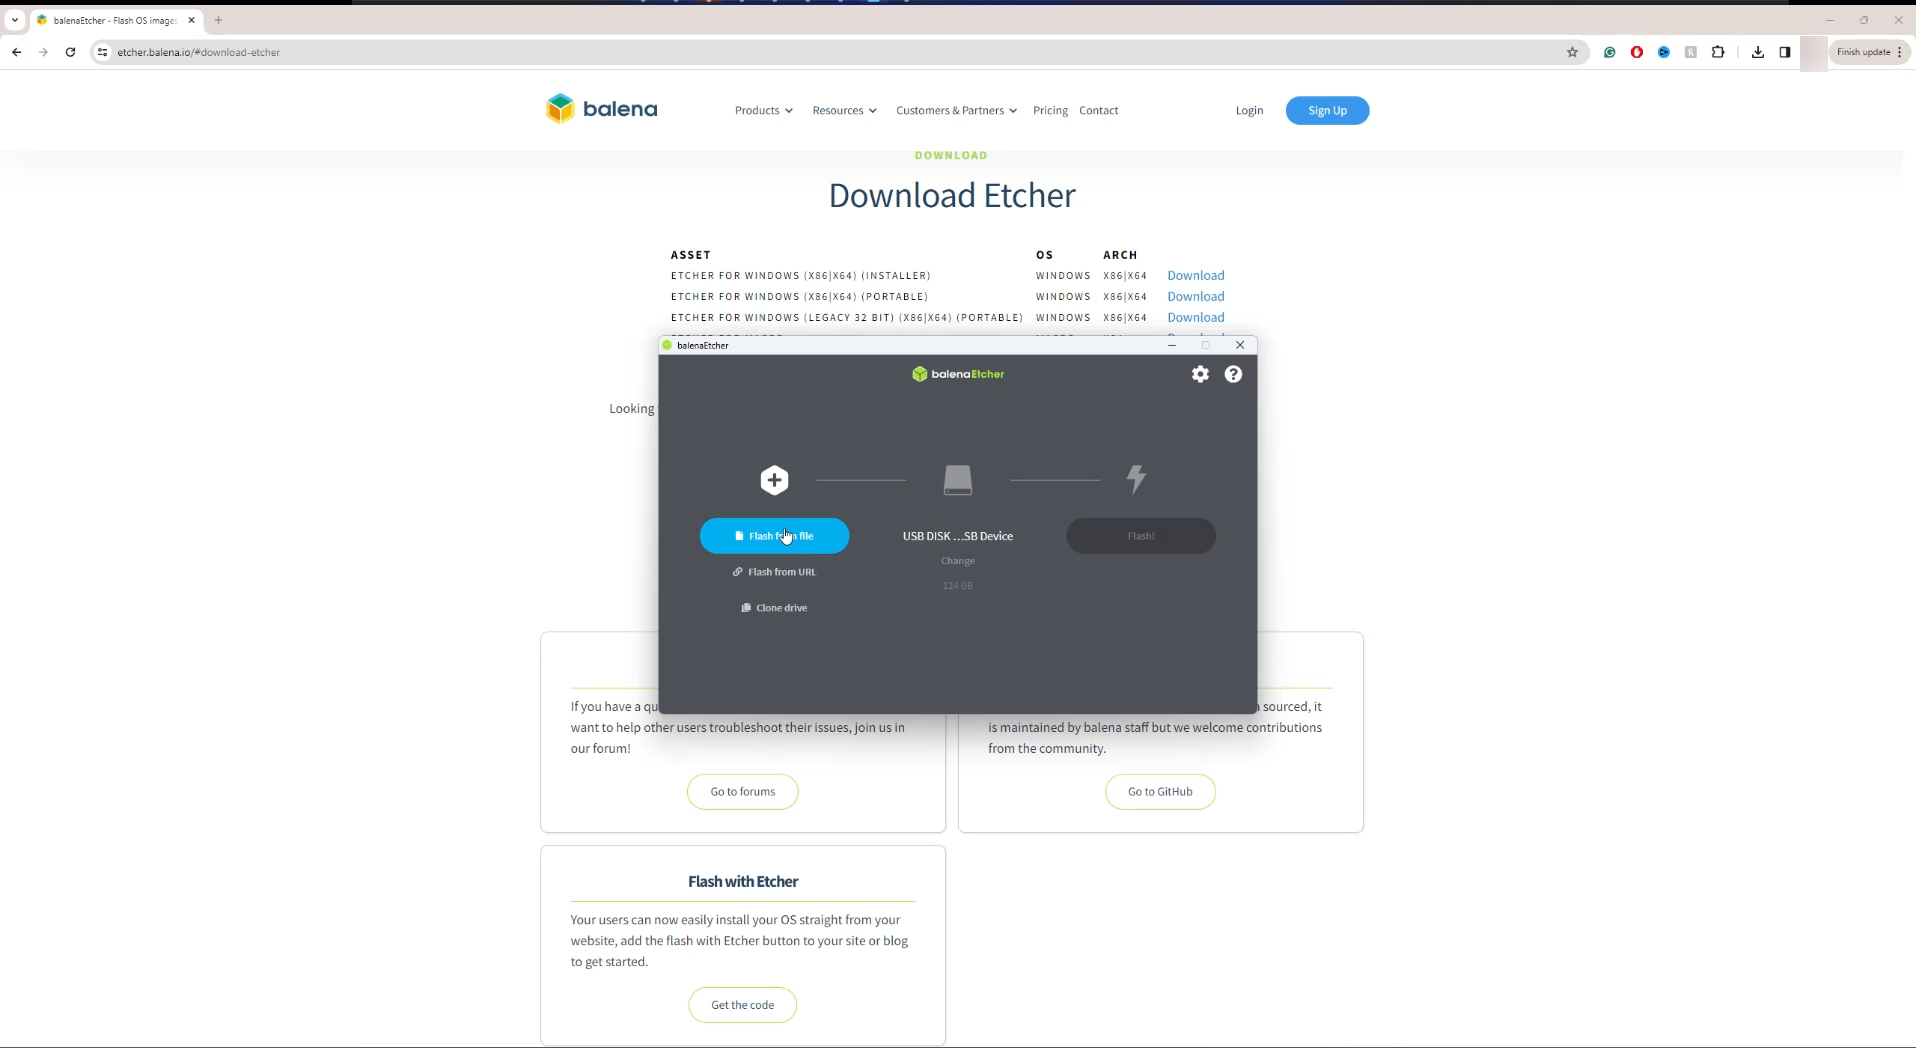 balenaEtcher - Flash OS images
etcher.balena.io/#download-etcher
Finish update
balena
Products
Resources
Customers & Partners
Pricing
Contact
Login
Sign Up
DOWNLOAD
Download Etcher
ASSET OS ARCH
ETCHER FOR WINDOWS (X86|X64) (INSTALLER) WINDOWS X86|X64 Download
ETCHER FOR WINDOWS (X86|X64) (PORTABLE) WINDOWS X86|X64 Download
ETCHER FOR WINDOWS (LEGACY 32 BIT) (X86|X64) (PORTABLE) WINDOWS X86|X64 Download
Looking
balenaEtcher
balenaEtcher
Flash from file
Flash from URL
Clone drive
USB DISK ...SB Device
Change
124 GB
Flash!
If you have a qu
want to help other users troubleshoot their issues, join us in
our forum!
Go to forums
sourced, it
is maintained by balena staff but we welcome contributions
from the community.
Go to GitHub
Flash with Etcher
Your users can now easily install your OS straight from your
website, add the flash with Etcher button to your site or blog
to get started.
Get the code